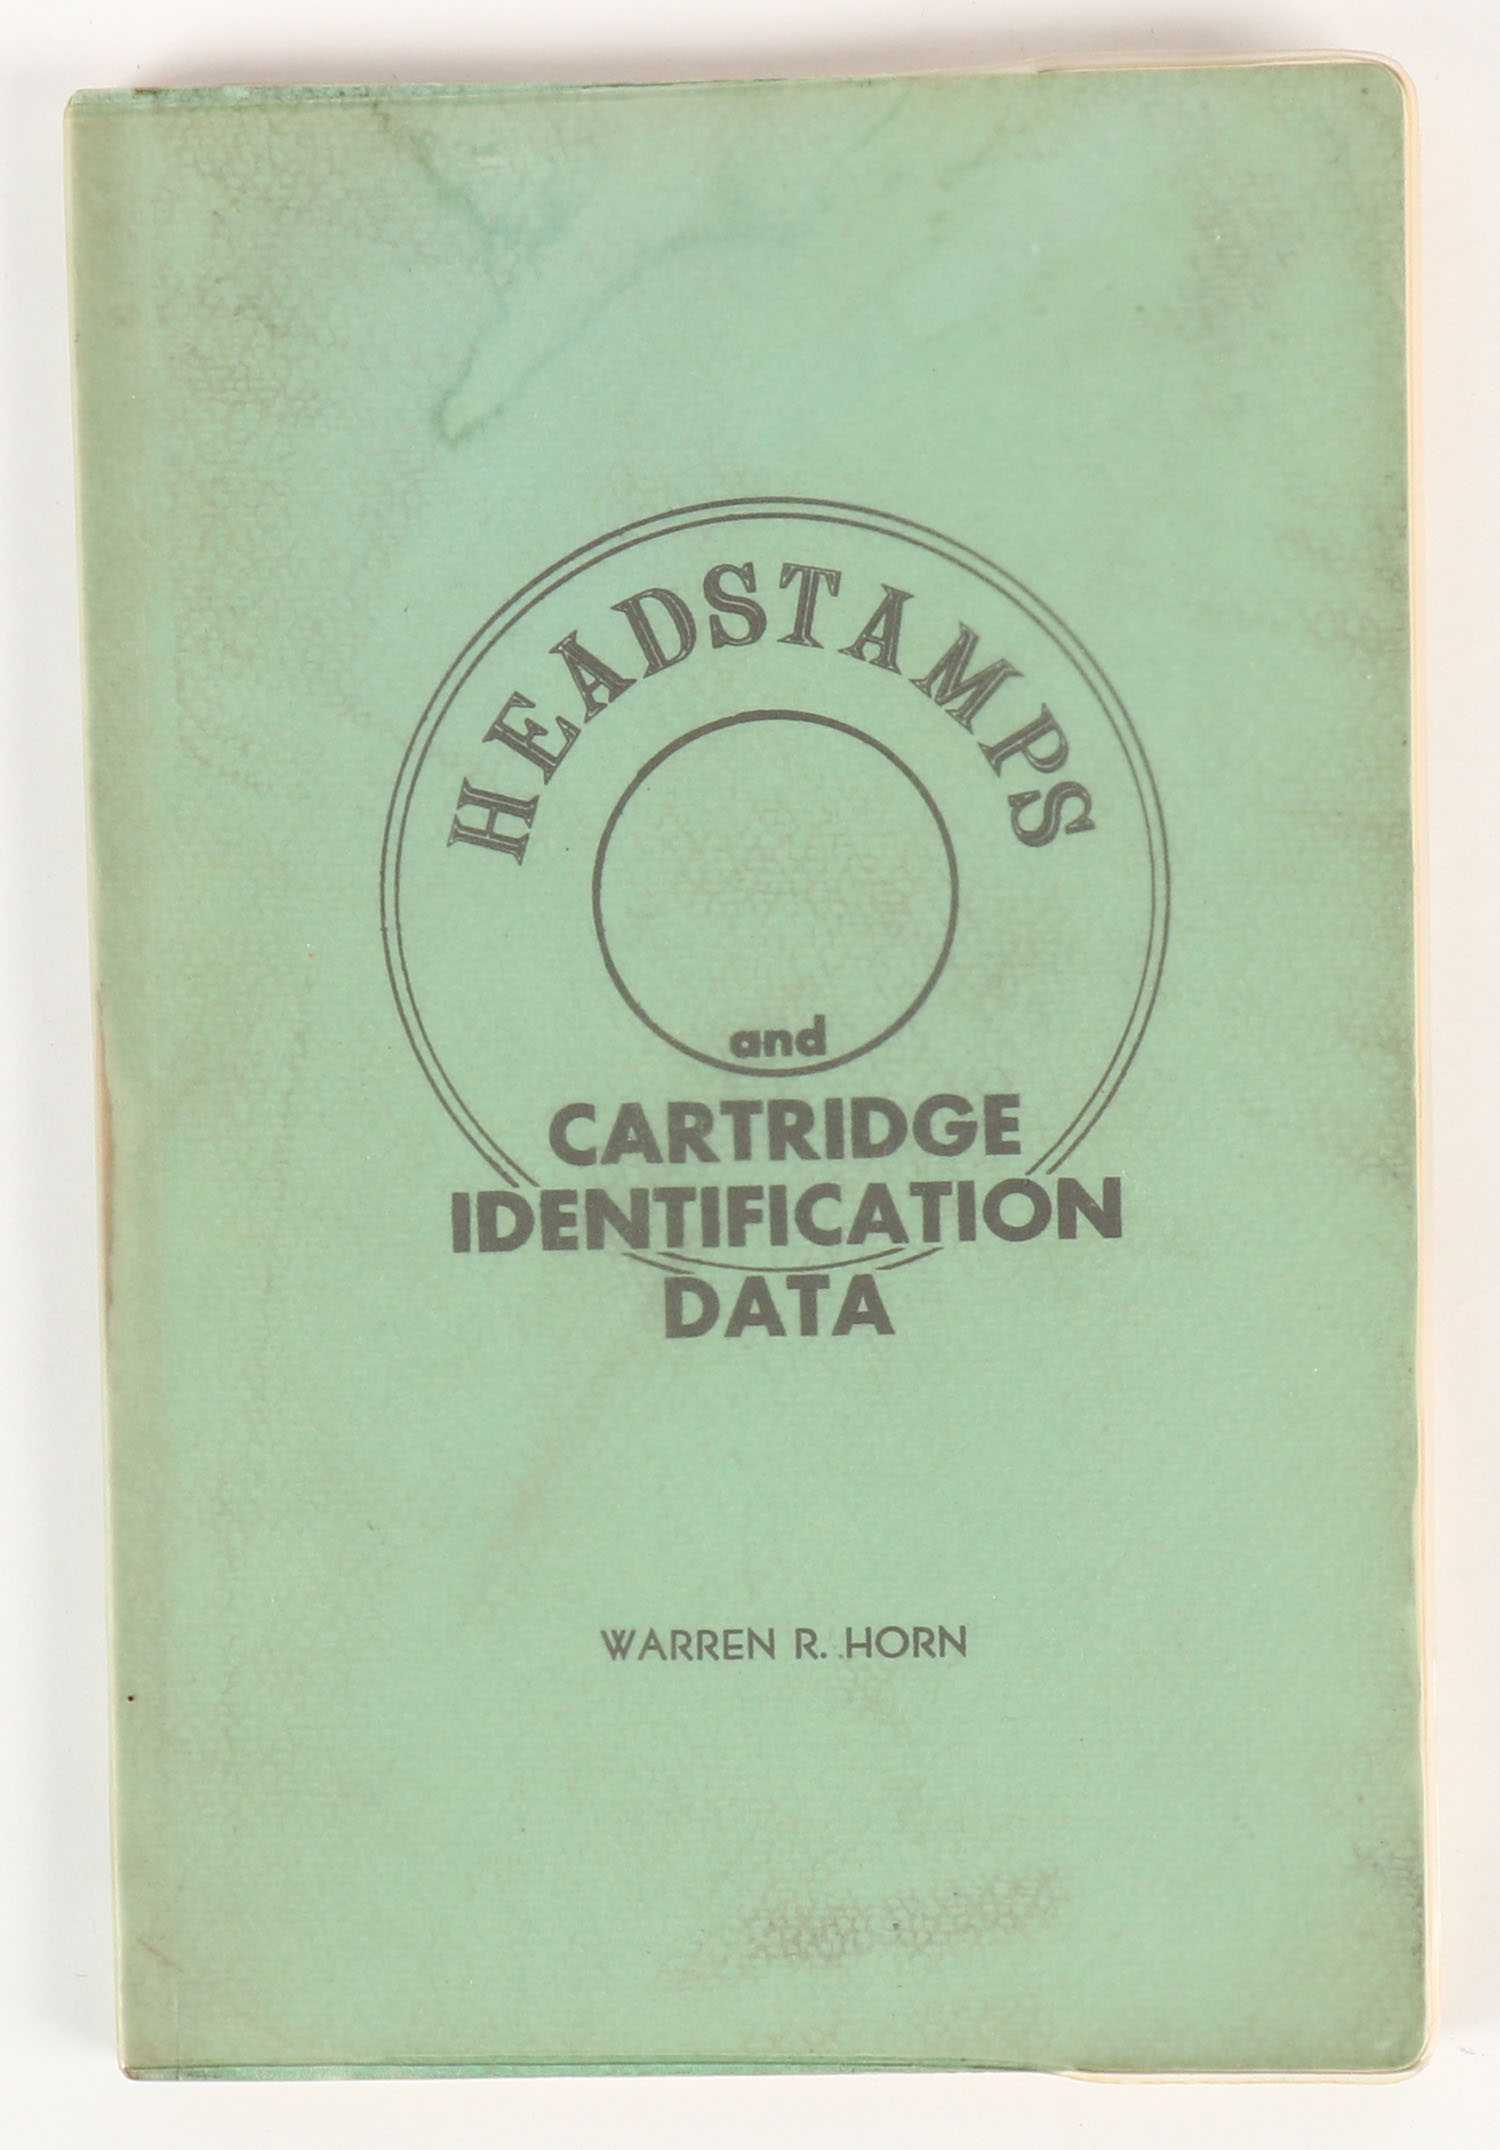 HEADSTAMPS
and
CARTRIDGE
IDENTIFICATION
DATA
WARREN R. HORN